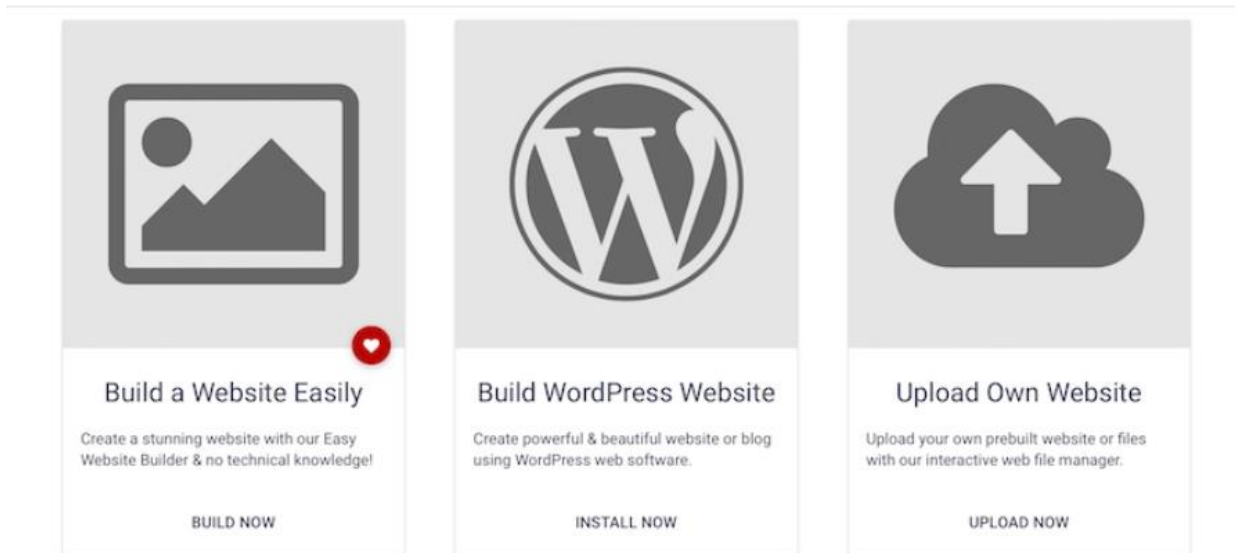 Build a Website Easily
Create a stunning website with our Easy
Website Builder & no technical knowledge!
BUILD NOW
Build WordPress Website
Create powerful & beautiful website or blog
using WordPress web software.
INSTALL NOW
Upload Own Website
Upload your own prebuilt website or files
with our interactive web file manager.
UPLOAD NOW